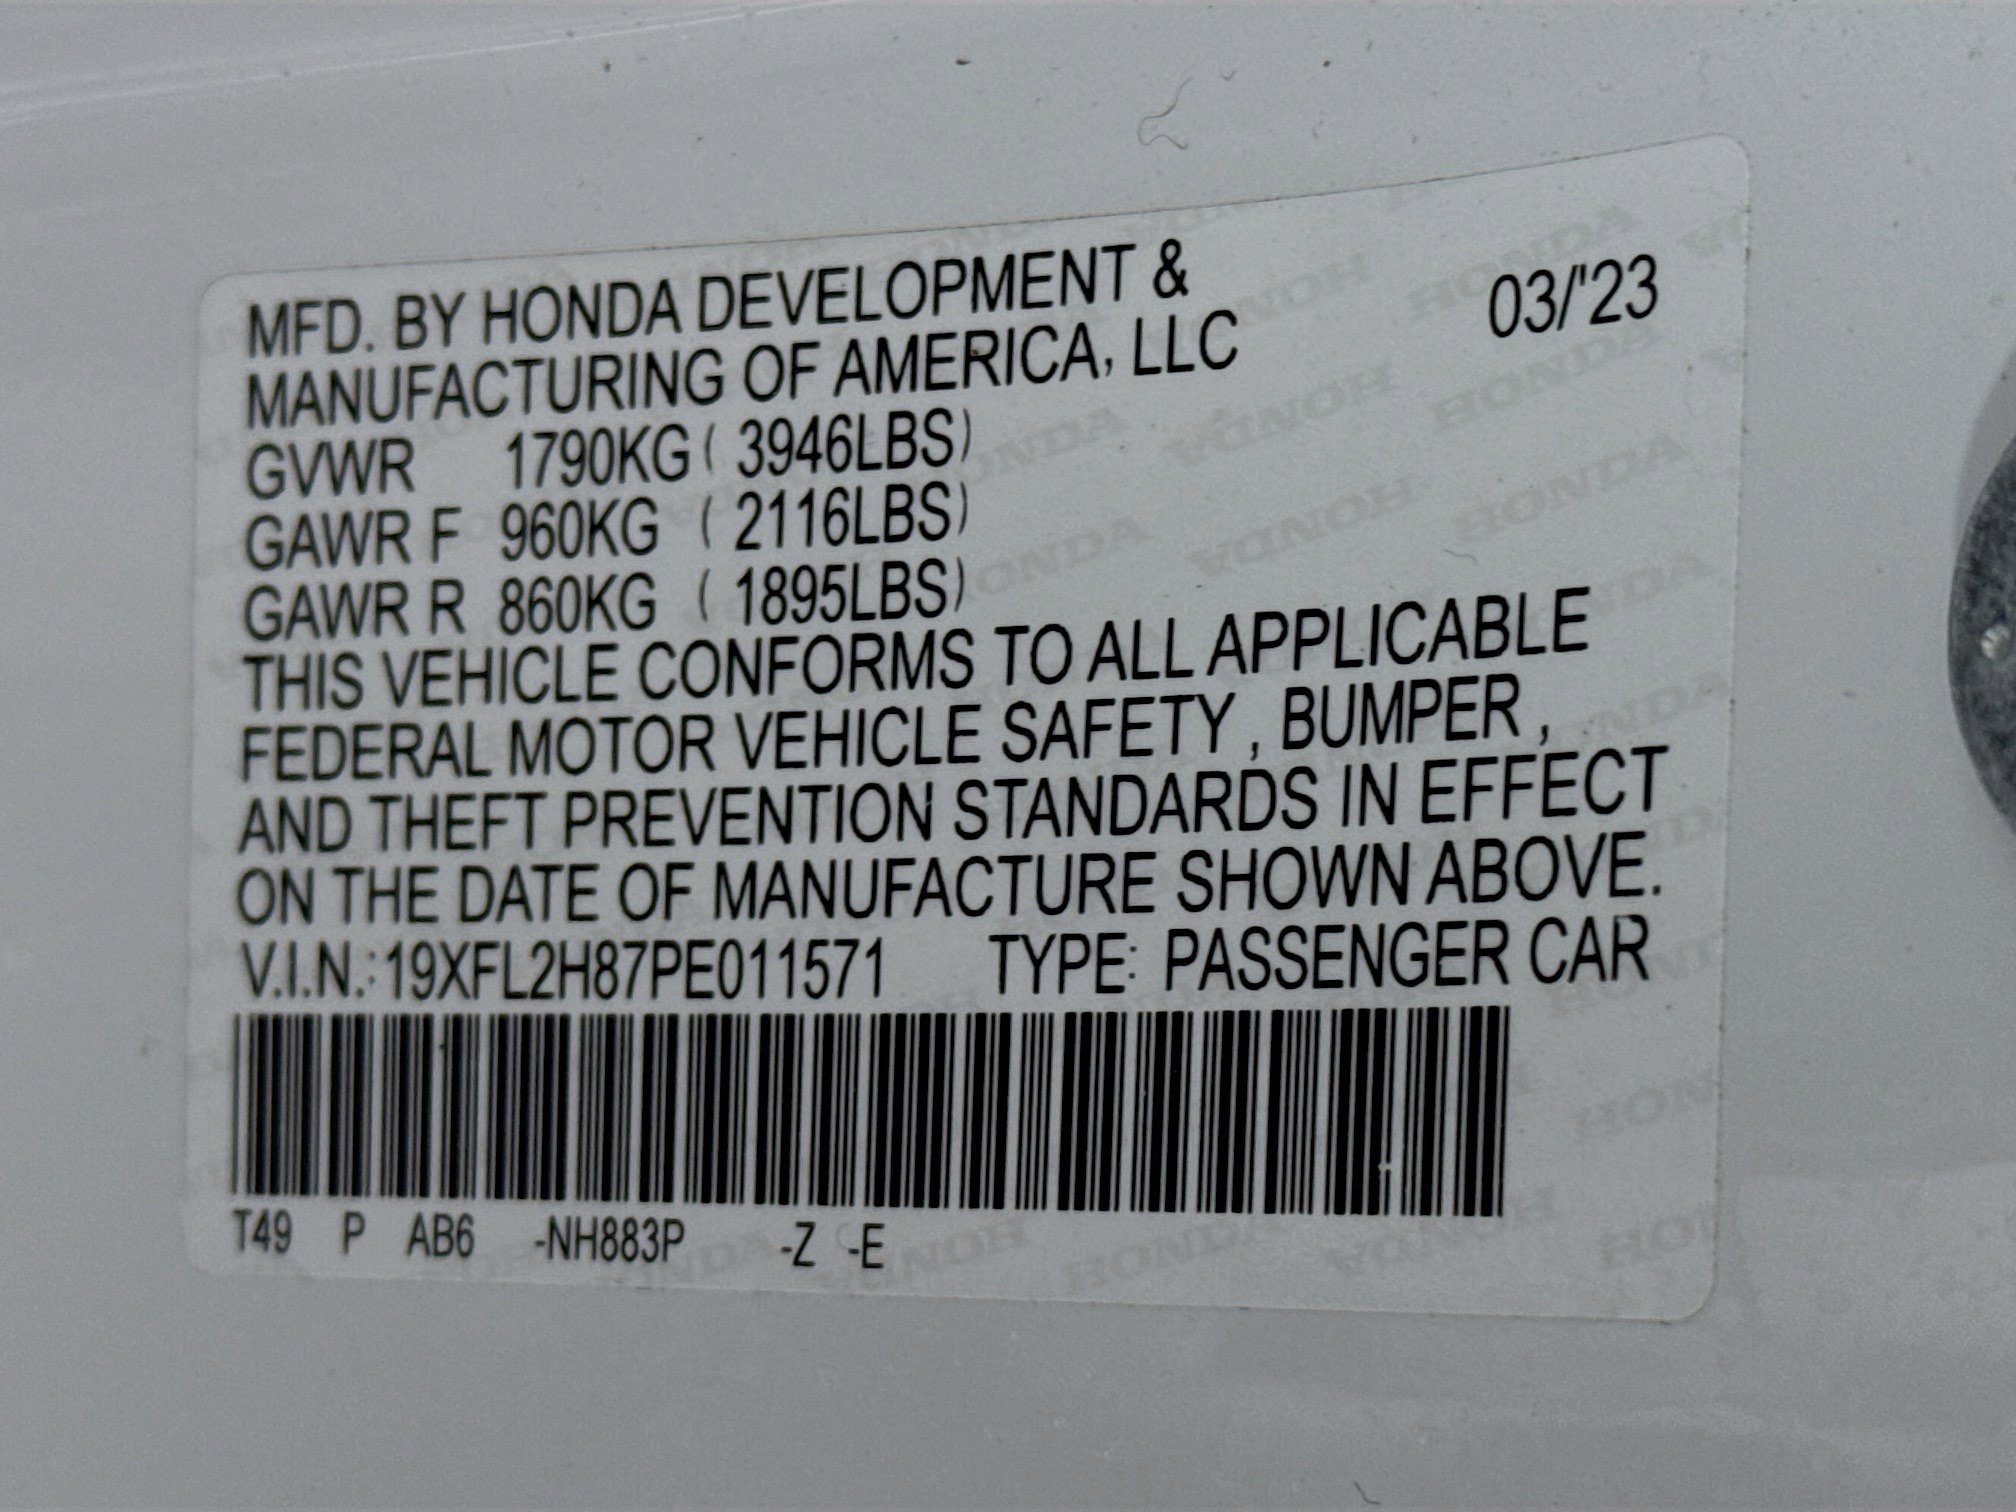 MFD. BY HONDA DEVELOPMENT & 03/'23
MANUFACTURING OF AMERICA, LLC
GVWR 1790KG ( 3946LBS)
GAWR F 960KG ( 2116LBS)
GAWR R 860KG ( 1895LBS)
THIS VEHICLE CONFORMS TO ALL APPLICABLE
FEDERAL MOTOR VEHICLE SAFETY , BUMPER ,
AND THEFT PREVENTION STANDARDS IN EFFECT
ON THE DATE OF MANUFACTURE SHOWN ABOVE.
V.I.N.:19XFL2H87PE011571 TYPE: PASSENGER CAR
T49 P AB6 -NH883P -Z -E